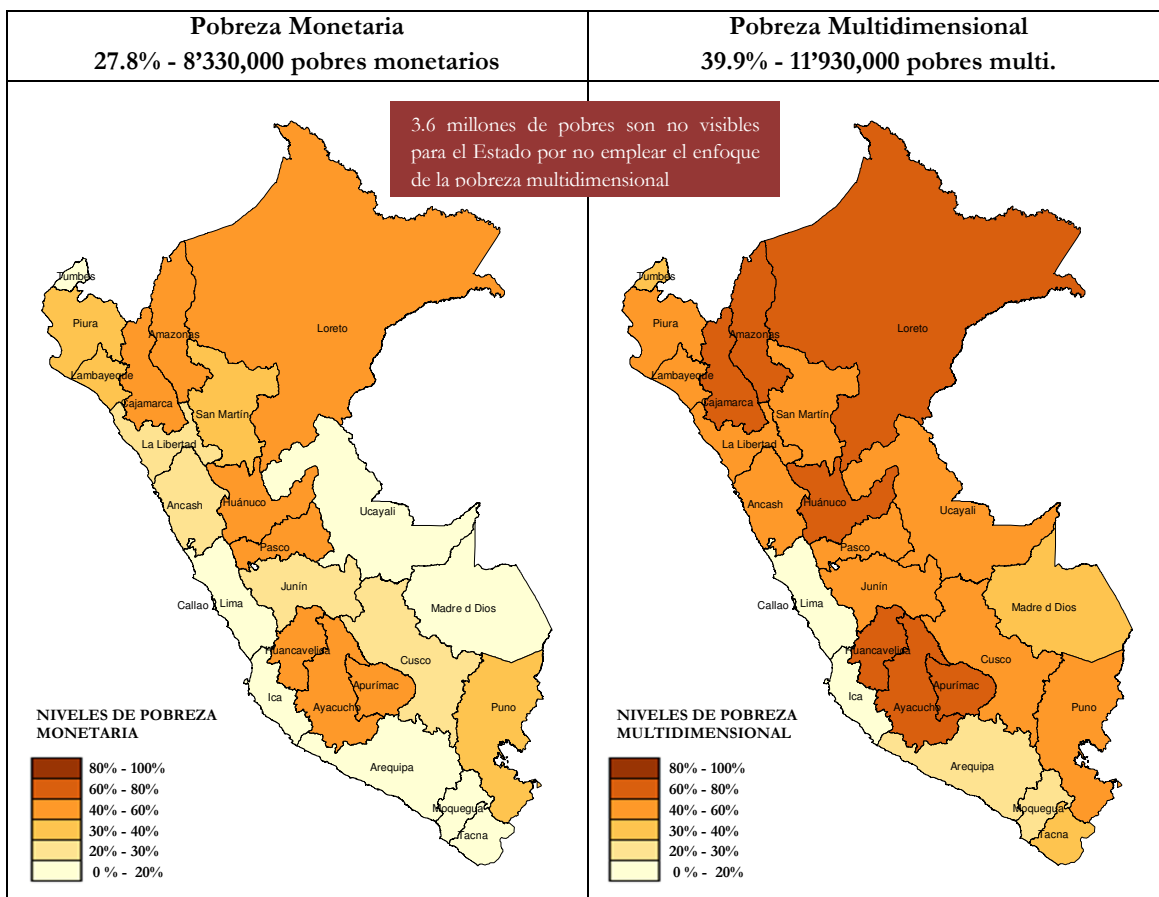 Pobreza Monetaria
27.8% - 8’330,000 pobres monetarios
Pobreza Multidimensional
39.9% - 11’930,000 pobres multi.
3.6 millones de pobres son no visibles
para el Estado por no emplear el enfoque
de la pobreza multidimensional
Tumbes
Piura
Lambayeque
Amazonas
Cajamarca
Loreto
San Martín
La Libertad
Ancash
Huánuco
Ucayali
Pasco
Junín
Callao
Lima
Madre d Dios
Huancavelica
Cusco
Ica
Apurímac
Ayacucho
Puno
Arequipa
Moquegua
Tacna
NIVELES DE POBREZA
MONETARIA
80% - 100%
60% - 80%
40% - 60%
30% - 40%
20% - 30%
0 % - 20%
Tumbes
Piura
Lambayeque
Amazonas
Cajamarca
Loreto
San Martín
La Libertad
Ancash
Huánuco
Ucayali
Pasco
Junín
Callao
Lima
Madre d Dios
Huancavelica
Cusco
Ica
Apurímac
Ayacucho
Puno
Arequipa
Moquegua
Tacna
NIVELES DE POBREZA
MULTIDIMENSIONAL
80% - 100%
60% - 80%
40% - 60%
30% - 40%
20% - 30%
0 % - 20%